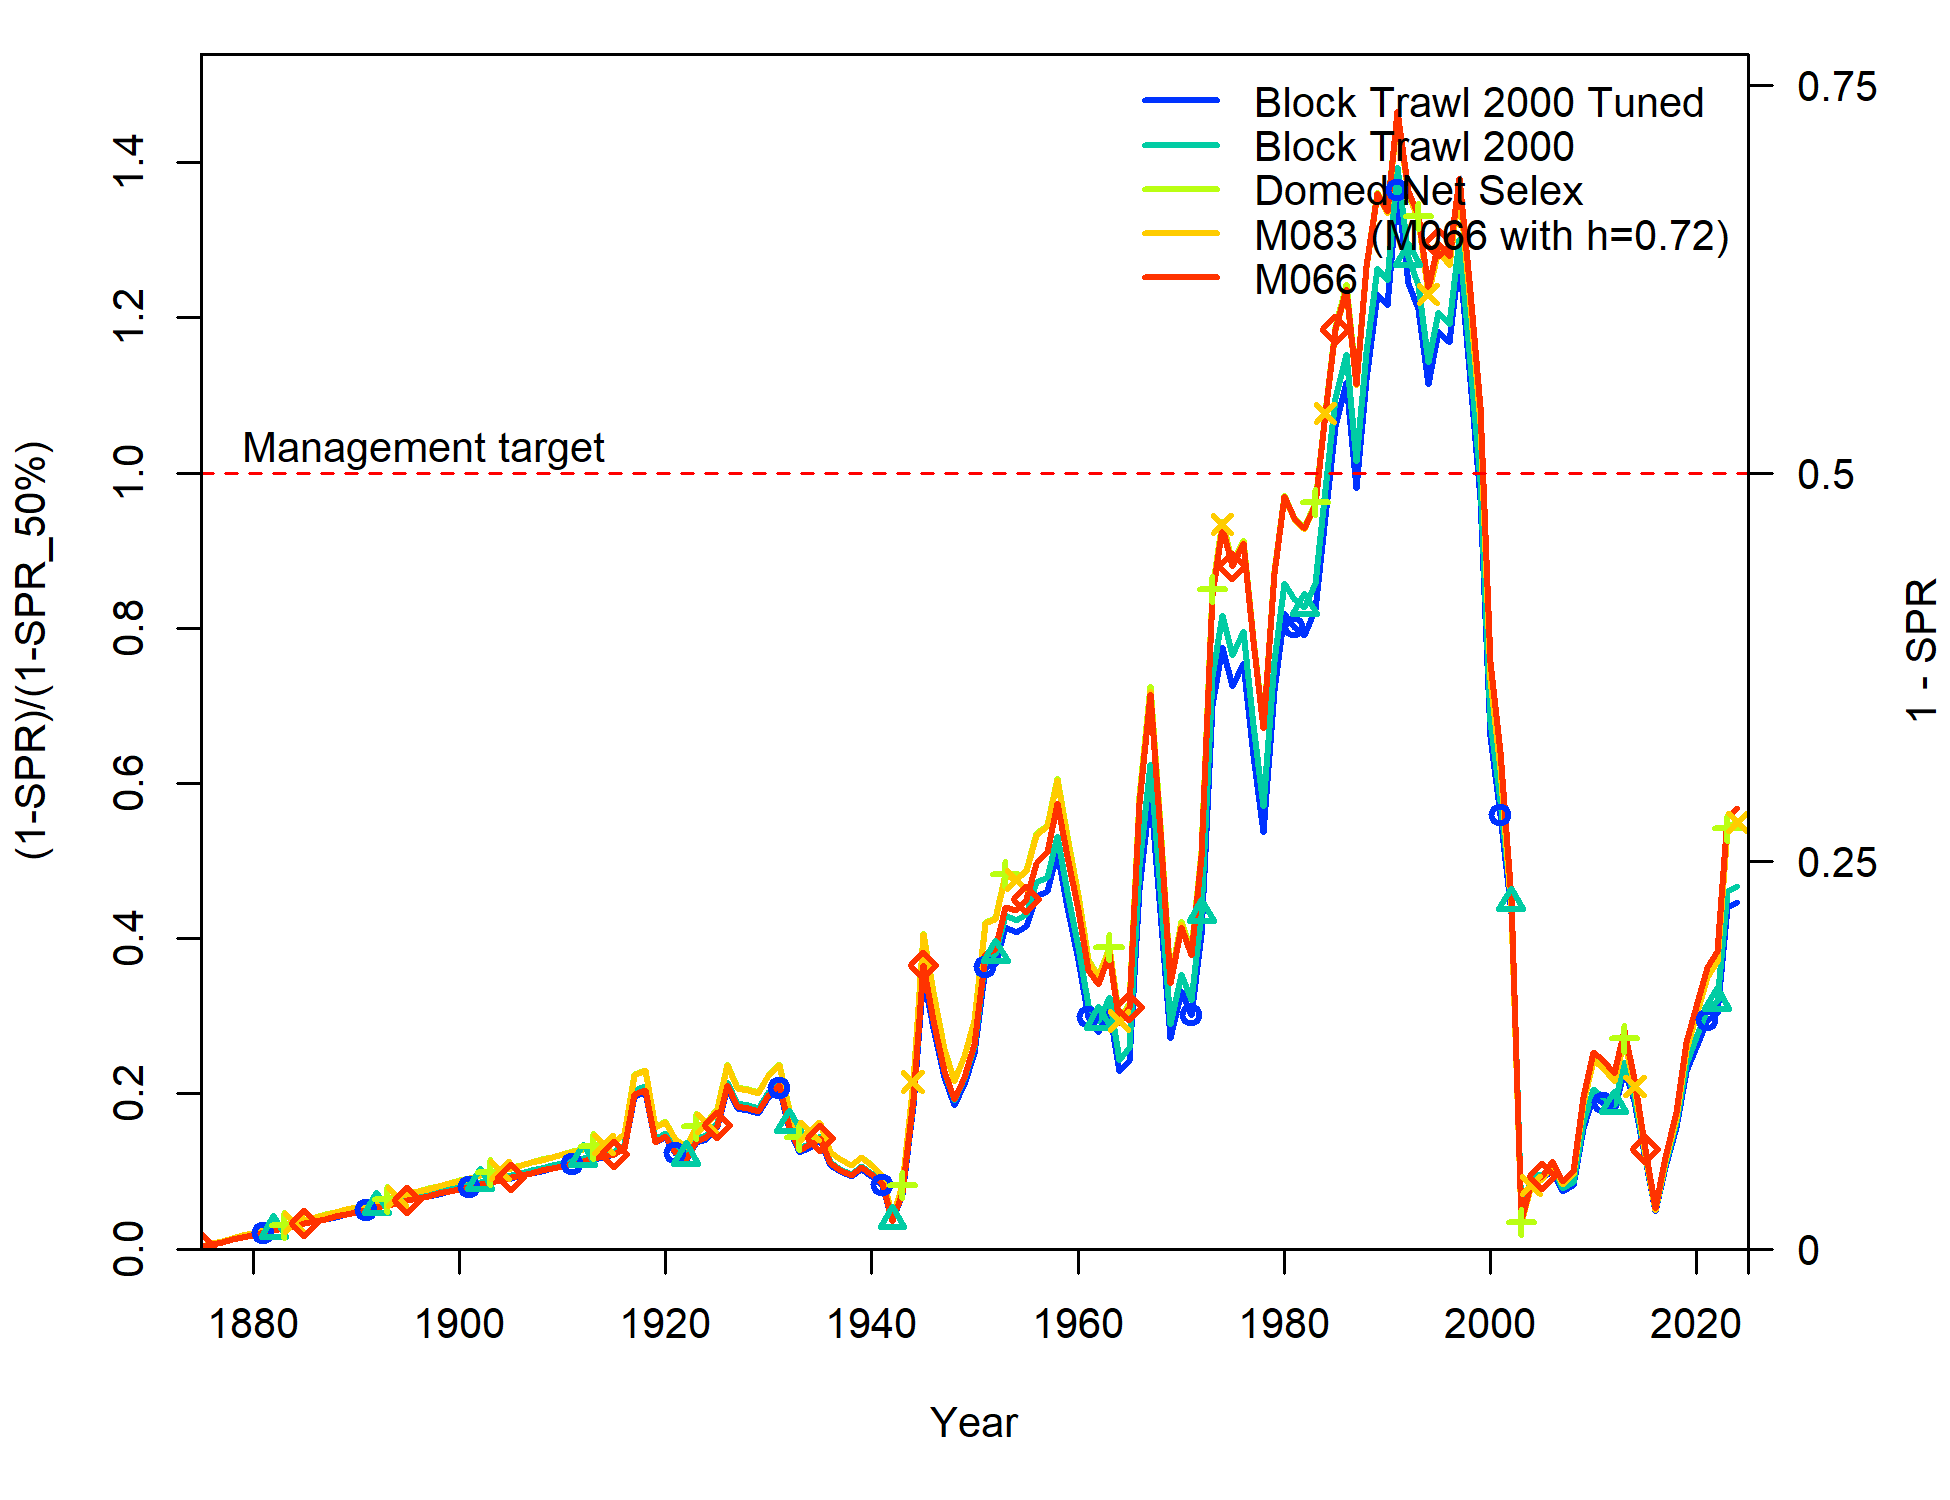 Block Trawl 2000 Tuned
Block Trawl 2000
Domed Net Selex
M083 (M066 with h=0.72)
M066
Management target
(1-SPR)/(1-SPR_50%)
0.0
0.2
0.4
0.6
0.8
1.0
1.2
1.4
1 - SPR
0.75
0.5
0.25
0
1880
1900
1920
1940
1960
1980
2000
2020
Year